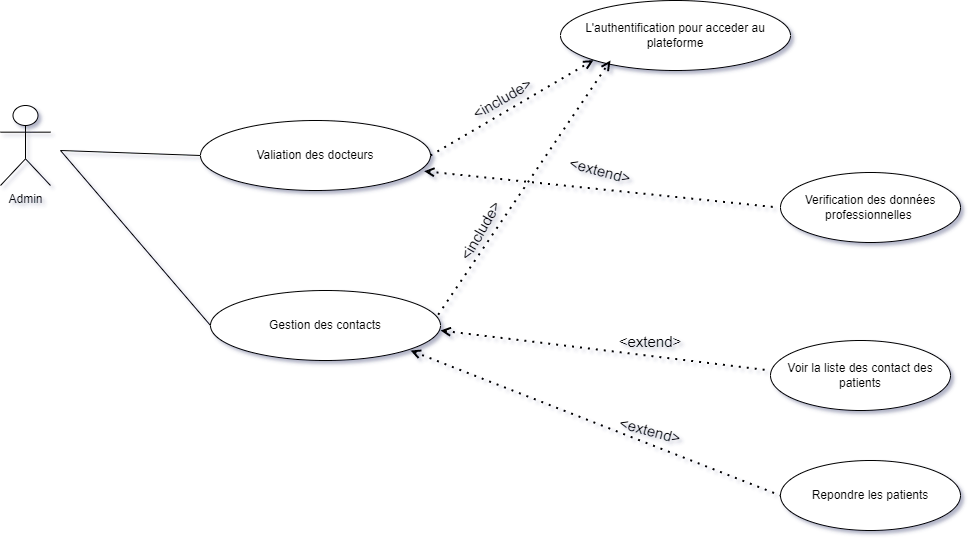 L'authentification pour acceder au
plateforme
<include>
Valiation des docteurs
<extend>
Verification des données
professionnelles
Admin
<include>
Gestion des contacts
<extend>
Voir la liste des contact des
patients
<extend>
Repondre les patients